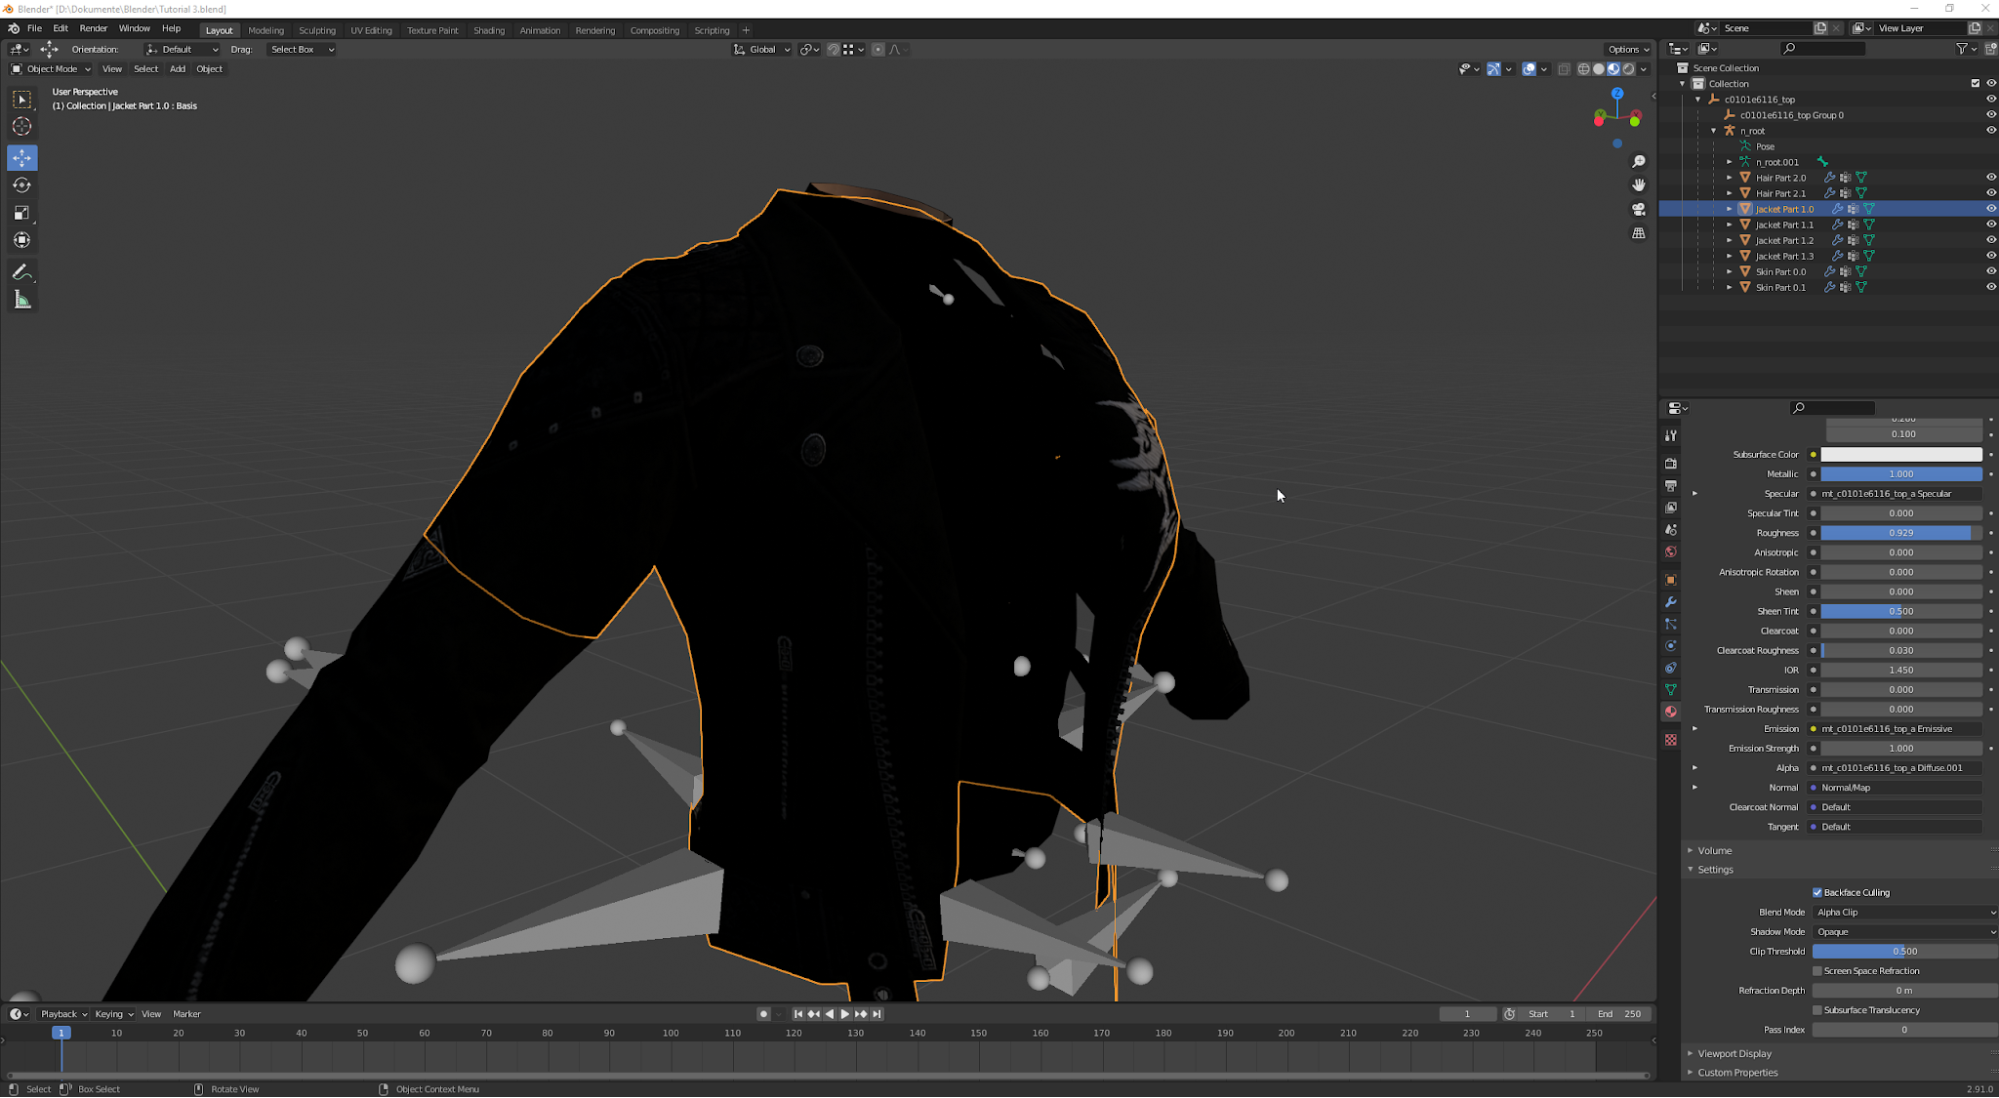 Blender* [D:\Dokumente\Blender\Tutorial 3.blend]
File Edit Render Window Help Layout Modeling Sculpting UV Editing Texture Paint Shading Animation Rendering Compositing Scripting + Scene View Layer
Orientation: Default Drag: Select Box Global Options
Object Mode View Select Add Object
User Perspective
(1) Collection | Jacket Part 1.0 : Basis
Z
Scene Collection
Collection
c0101e6116_top
c0101e6116_top Group 0
n_root
Pose
n_root.001
Hair Part 2.0
Hair Part 2.1
Jacket Part 1.0
Jacket Part 1.1
Jacket Part 1.2
Jacket Part 1.3
Skin Part 0.0
Skin Part 0.1
0.200
0.100
Subsurface Color
Metallic 1.000
Specular mt_c0101e6116_top_a Specular
Specular Tint 0.000
Roughness 0.929
Anisotropic 0.000
Anisotropic Rotation 0.000
Sheen 0.000
Sheen Tint 0.500
Clearcoat 0.000
Clearcoat Roughness 0.030
IOR 1.450
Transmission 0.000
Transmission Roughness 0.000
Emission mt_c0101e6116_top_a Emissive
Emission Strength 1.000
Alpha mt_c0101e6116_top_a Diffuse.001
Normal Normal/Map
Clearcoat Normal Default
Tangent Default
Volume
Settings
Backface Culling
Blend Mode Alpha Clip
Shadow Mode Opaque
Clip Threshold 0.500
Screen Space Refraction
Refraction Depth 0 m
Subsurface Translucency
Pass Index 0
Viewport Display
Custom Properties
Playback Keying View Marker 1 Start 1 End 250
1 10 20 30 40 50 60 70 80 90 100 110 120 130 140 150 160 170 180 190 200 210 220 230 240 250
Select Box Select Rotate View Object Context Menu 2.91.0